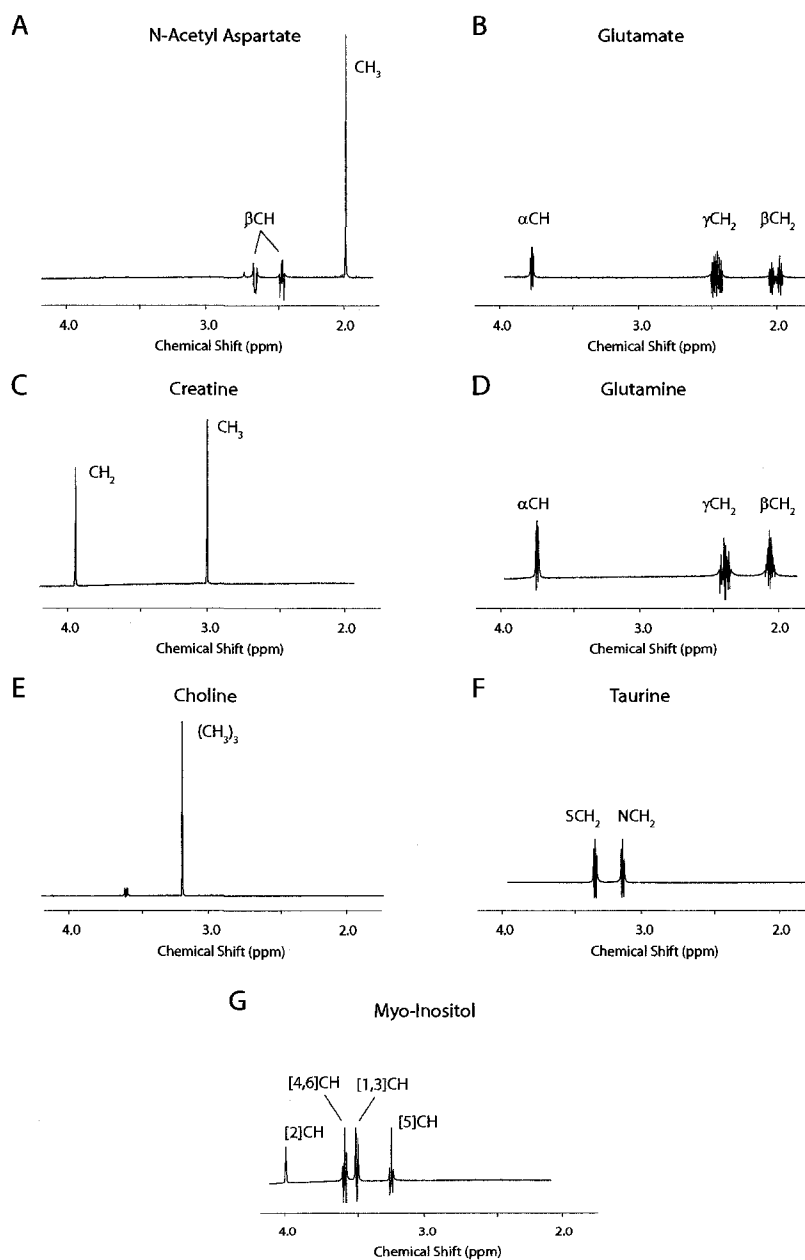 A
N-Acetyl Aspartate
CH3
βCH
4.0 3.0 2.0
Chemical Shift (ppm)
B
Glutamate
αCH
γCH2
βCH2
4.0 3.0 2.0
Chemical Shift (ppm)
C
Creatine
CH3
CH2
4.0 3.0 2.0
Chemical Shift (ppm)
D
Glutamine
αCH
γCH2
βCH2
4.0 3.0 2.0
Chemical Shift (ppm)
E
Choline
(CH3)3
4.0 3.0 2.0
Chemical Shift (ppm)
F
Taurine
SCH2 NCH2
4.0 3.0 2.0
Chemical Shift (ppm)
G
Myo-Inositol
[4,6]CH [1,3]CH
[2]CH
[5]CH
4.0 3.0 2.0
Chemical Shift (ppm)